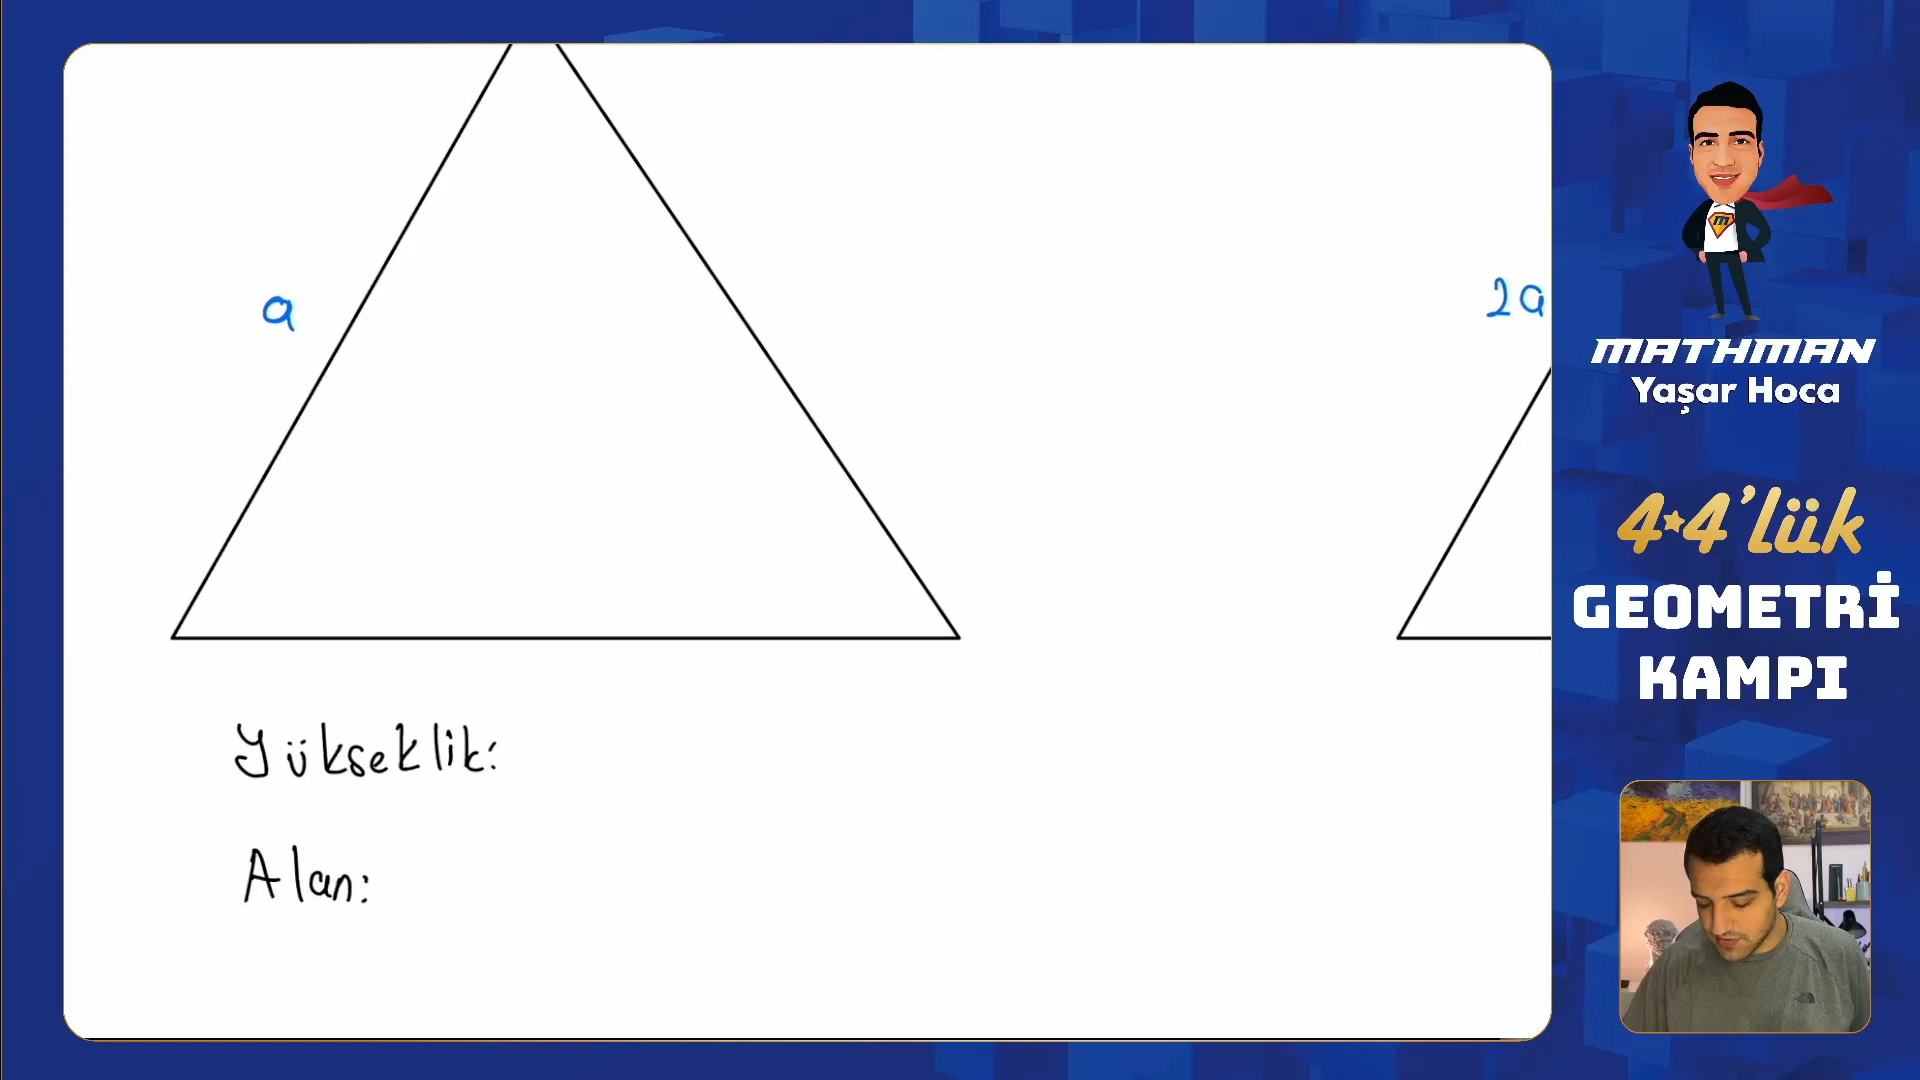 a
2a
Yükseklik:
Alan:
MATHMAN
Yaşar Hoca
4★4'lük
GEOMETRİ
KAMPI